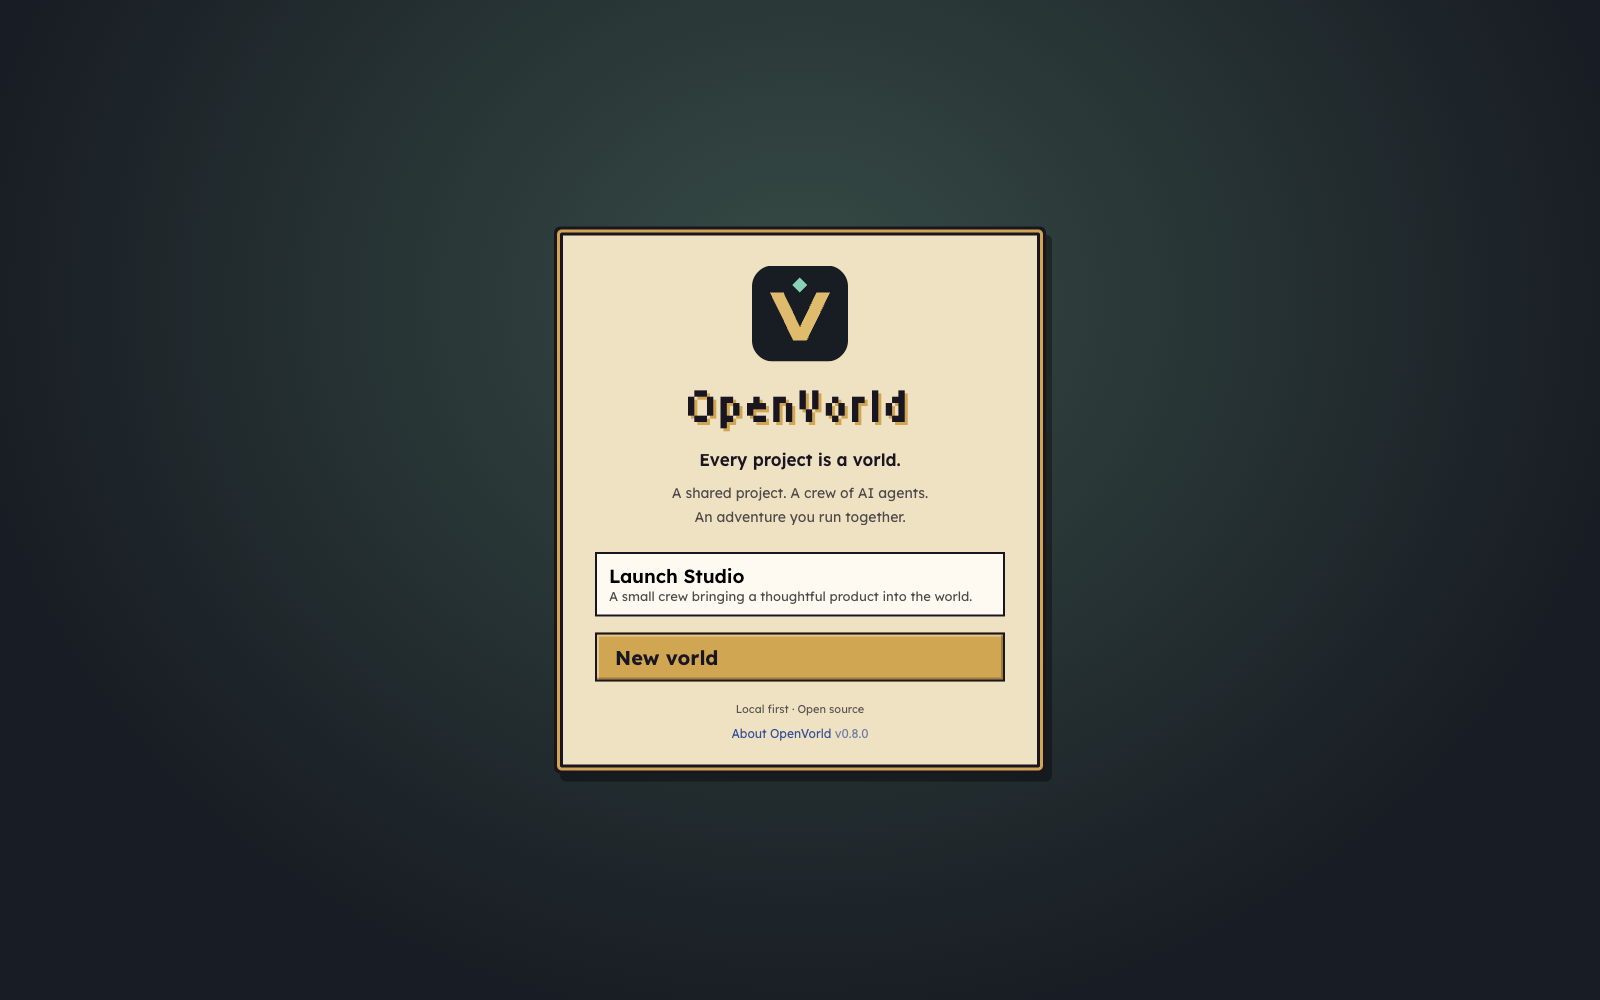 V
OpenVorld
Every project is a vorld.
A shared project. A crew of AI agents.
An adventure you run together.
Launch Studio
A small crew bringing a thoughtful product into the world.
New vorld
Local first · Open source
About OpenVorld v0.8.0